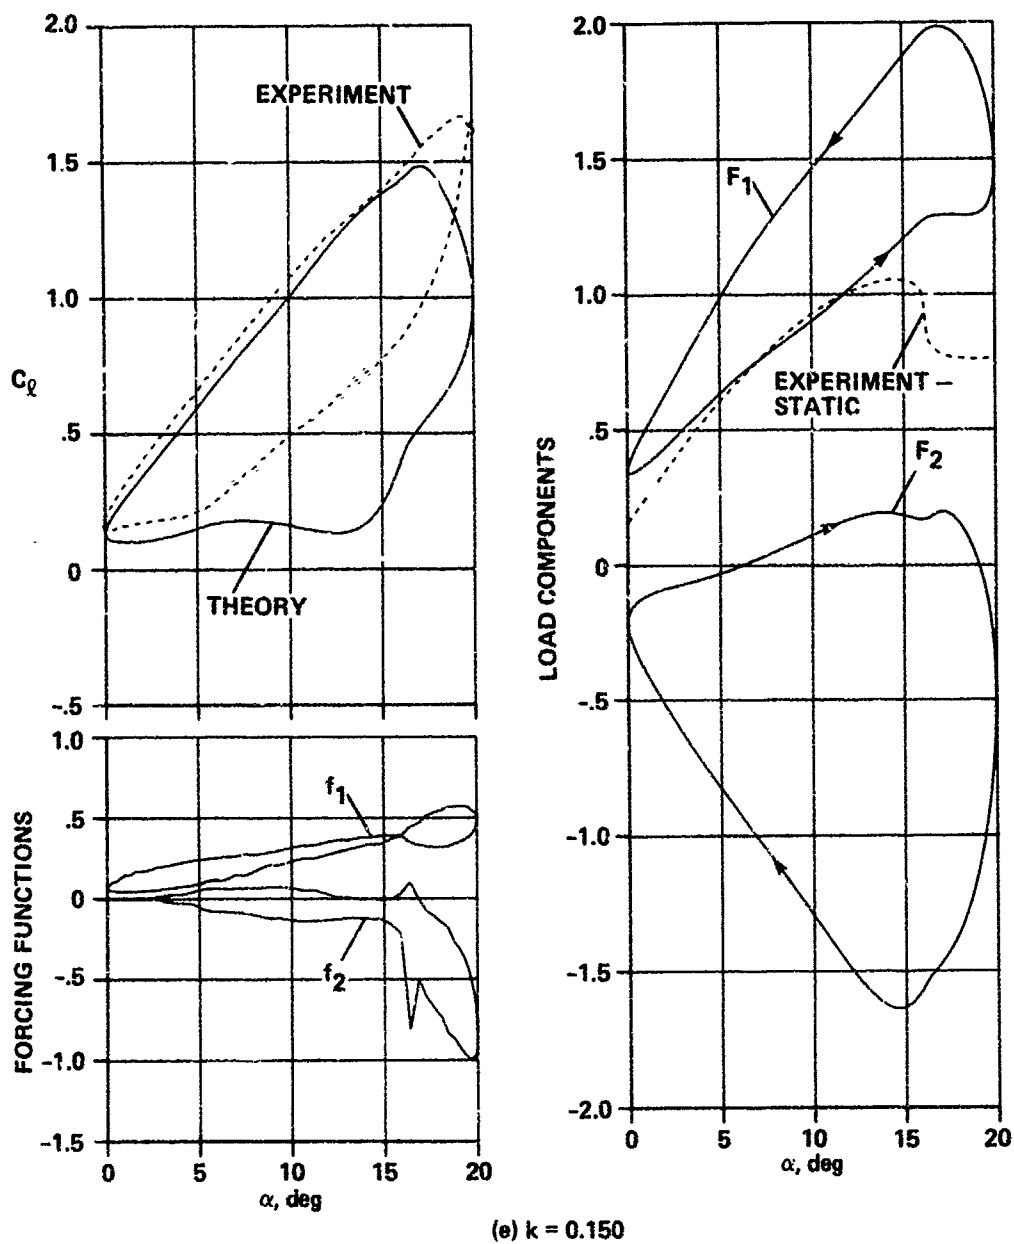 2.0
1.5
1.0
.5
0
-.5
C_ℓ
EXPERIMENT
THEORY
1.0
.5
0
-.5
-1.0
-1.5
FORCING FUNCTIONS
f₁
f₂
0 5 10 15 20
α, deg
2.0
1.5
1.0
.5
0
-.5
-1.0
-1.5
-2.0
LOAD COMPONENTS
F₁
EXPERIMENT –
STATIC
F₂
0 5 10 15 20
α, deg
(e) k = 0.150